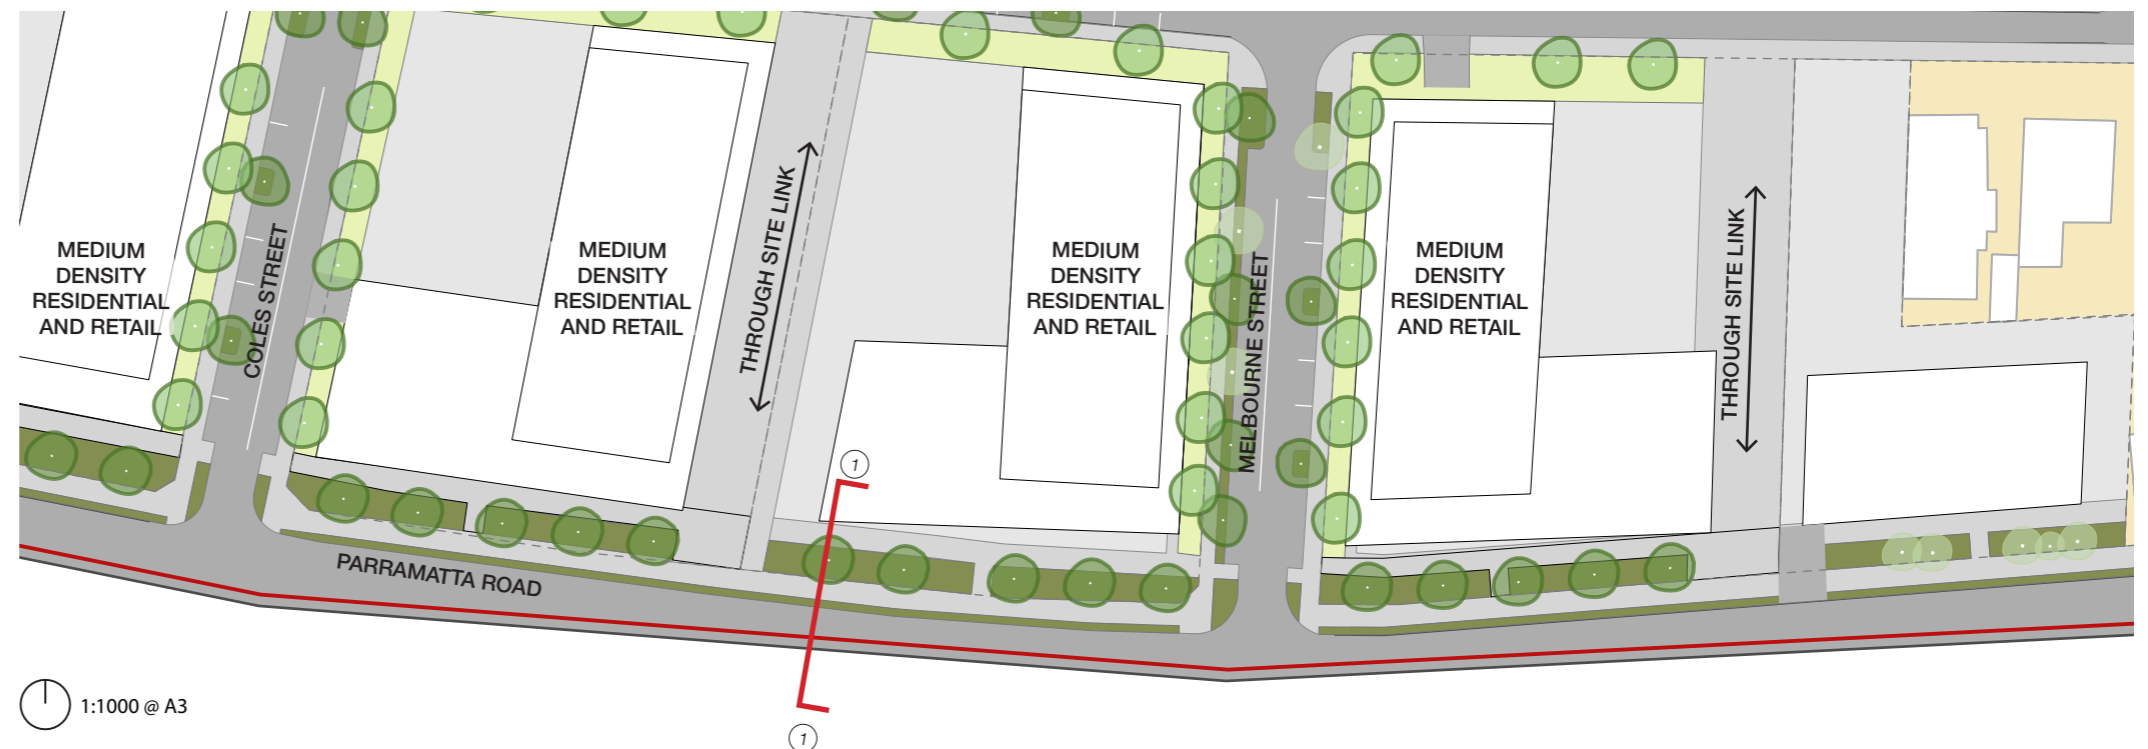 MEDIUM
DENSITY
RESIDENTIAL
AND RETAIL
COLES STREET
MEDIUM
DENSITY
RESIDENTIAL
AND RETAIL
THROUGH SITE LINK
MEDIUM
DENSITY
RESIDENTIAL
AND RETAIL
MELBOURNE STREET
MEDIUM
DENSITY
RESIDENTIAL
AND RETAIL
THROUGH SITE LINK
1
PARRAMATTA ROAD
1:1000 @ A3
1